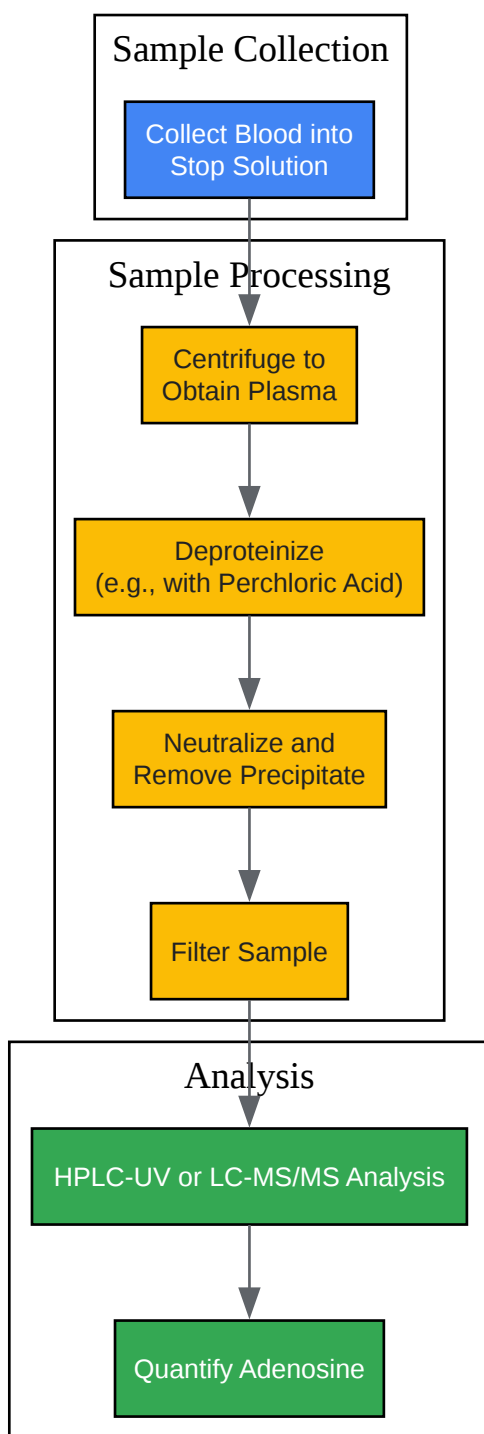 Sample Collection
Collect Blood into
Stop Solution
Sample Processing
Centrifuge to
Obtain Plasma
Deproteinize
(e.g., with Perchloric Acid)
Neutralize and
Remove Precipitate
Filter Sample
Analysis
HPLC-UV or LC-MS/MS Analysis
Quantify Adenosine